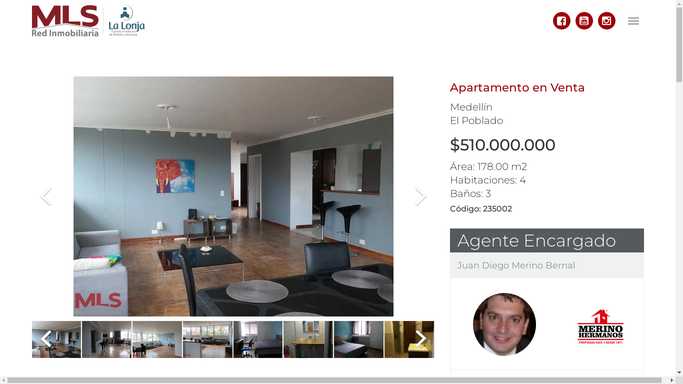 MLS
Red Inmobiliaria
La Lonja
Apartamento en Venta
Medellín
El Poblado
$510.000.000
Área: 178.00 m2
Habitaciones: 4
Baños: 3
Código: 235002
MLS
Agente Encargado
Juan Diego Merino Bernal
MERINO
HERMANOS